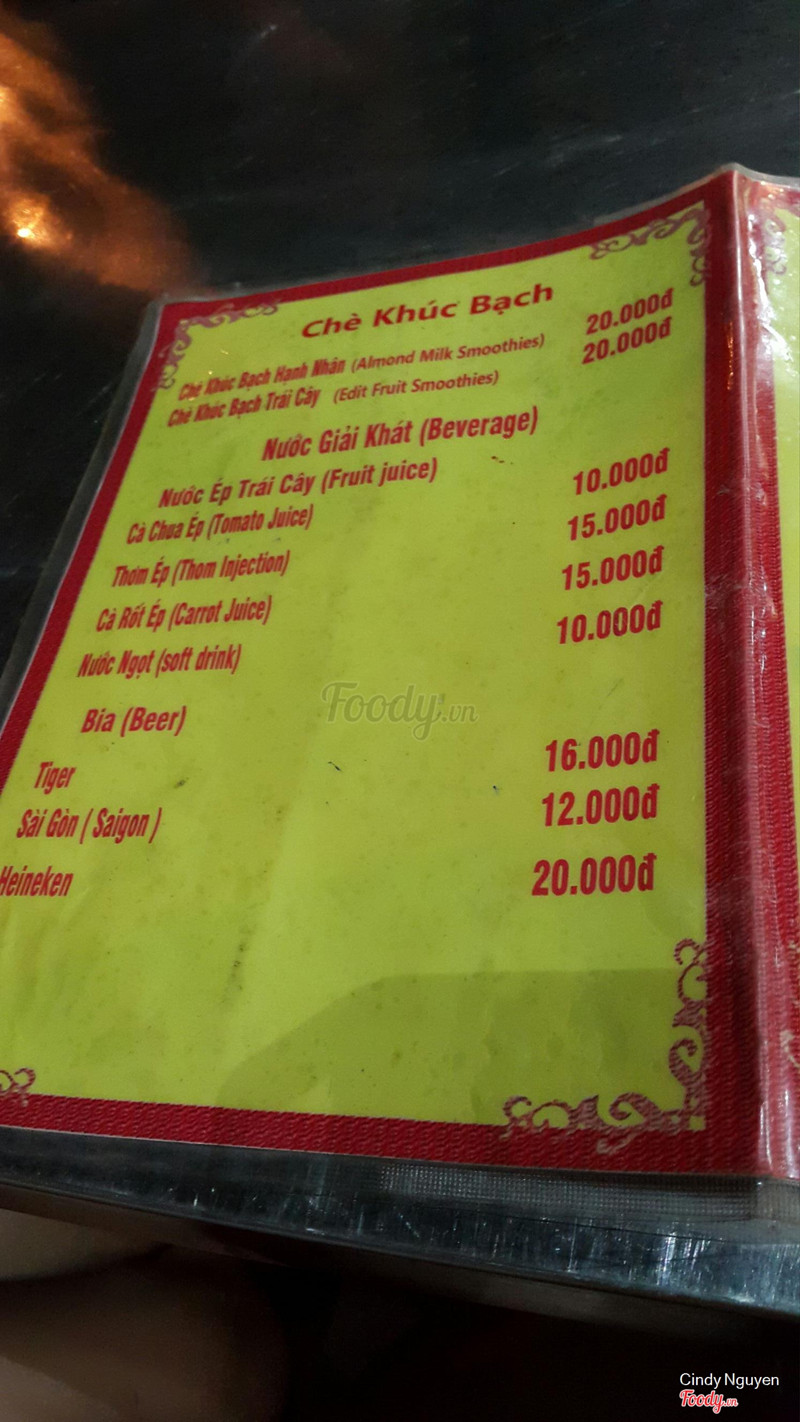 Chè Khúc Bạch
Chè Khúc Bạch Hạnh Nhân (Almond Milk Smoothies) 20.000đ
Chè Khúc Bạch Trái Cây (Edit Fruit Smoothies) 20.000đ
Nước Giải Khát (Beverage)
Nước Ép Trái Cây (Fruit juice)
Cà Chua Ép (Tomato Juice) 10.000đ
Thơm Ép (Thom Injection) 15.000đ
Cà Rốt Ép (Carrot Juice) 15.000đ
Nước Ngọt (soft drink) 10.000đ
Bia (Beer)
Tiger 16.000đ
Sài Gòn ( Saigon ) 12.000đ
Heineken 20.000đ
Foody.vn
Cindy Nguyen
Foody.vn